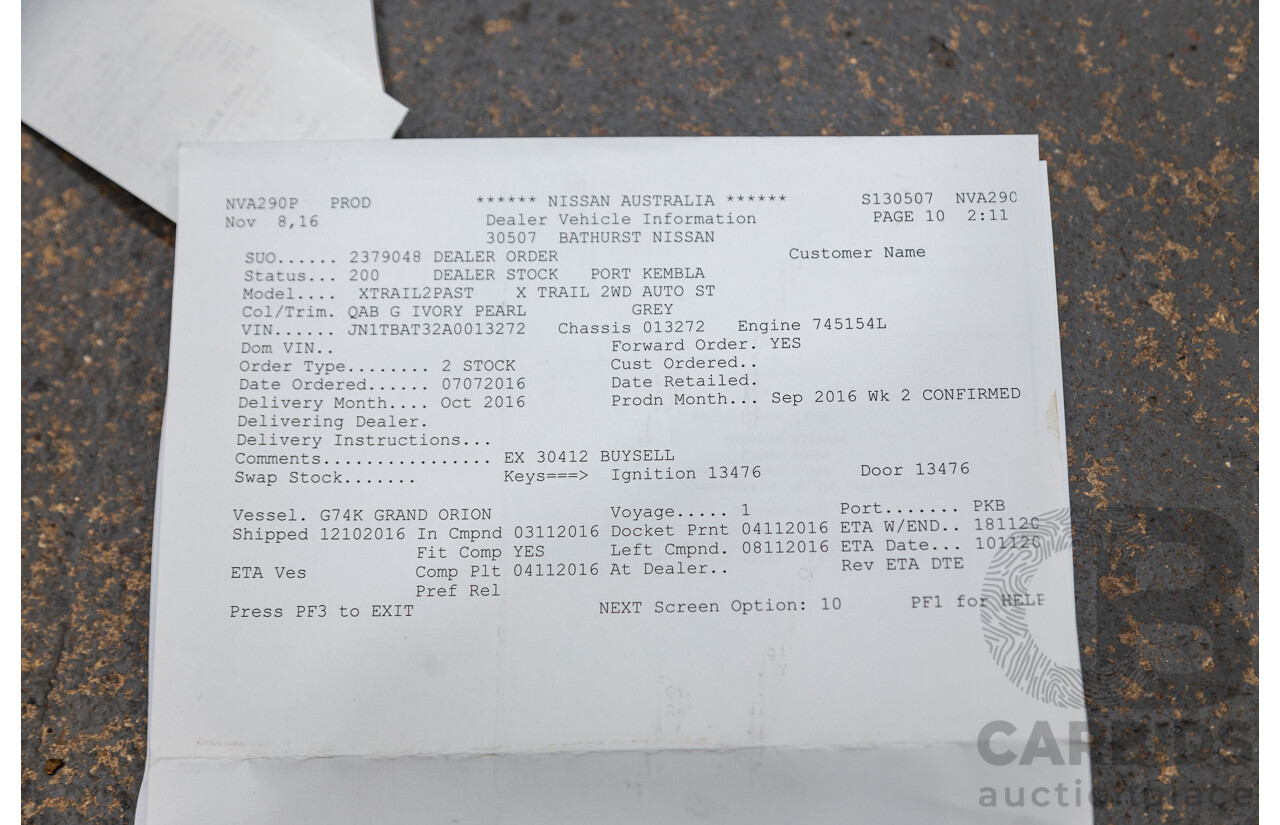 NVA290P PROD ****** NISSAN AUSTRALIA ****** S130507 NVA290
Nov 8,16 Dealer Vehicle Information PAGE 10 2:11
30507 BATHURST NISSAN
SUO...... 2379048 DEALER ORDER Customer Name
Status... 200 DEALER STOCK PORT KEMBLA
Model.... XTRAIL2PAST X TRAIL 2WD AUTO ST
Col/Trim. QAB G IVORY PEARL GREY
VIN...... JN1TBAT32A0013272 Chassis 013272 Engine 745154L
Dom VIN.. Forward Order. YES
Order Type........ 2 STOCK Cust Ordered..
Date Ordered...... 07072016 Date Retailed.
Delivery Month.... Oct 2016 Prodn Month... Sep 2016 Wk 2 CONFIRMED
Delivering Dealer.
Delivery Instructions...
Comments................ EX 30412 BUYSELL
Swap Stock....... Keys===> Ignition 13476 Door 13476
Vessel. G74K GRAND ORION Voyage..... 1 Port....... PKB
Shipped 12102016 In Cmpnd 03112016 Docket Prnt 04112016 ETA W/END.. 181120
Fit Comp YES Left Cmpnd. 08112016 ETA Date... 101120
ETA Ves Comp Plt 04112016 At Dealer.. Rev ETA DTE
Pref Rel
Press PF3 to EXIT NEXT Screen Option: 10 PF1 for HELP
CARBIDS
auctionplace